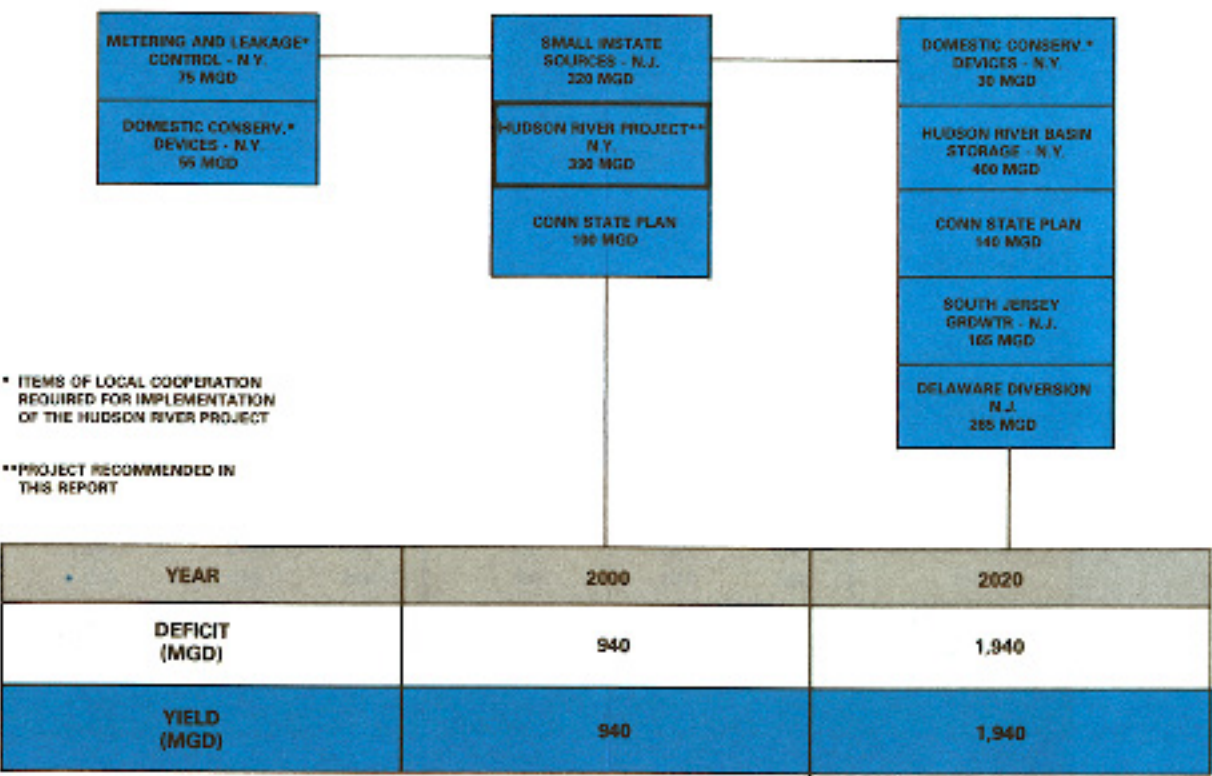 METERING AND LEAKAGE*
CONTROL - N.Y.
75 MGD
DOMESTIC CONSERV.*
DEVICES - N.Y.
55 MGD
SMALL INSTATE
SOURCES - N.J.
320 MGD
HUDSON RIVER PROJECT**
N.Y.
390 MGD
CONN STATE PLAN
100 MGD
DOMESTIC CONSERV.*
DEVICES - N.Y.
30 MGD
HUDSON RIVER BASIN
STORAGE - N.Y.
400 MGD
CONN STATE PLAN
140 MGD
SOUTH JERSEY
GRDWTR - N.J.
165 MGD
DELAWARE DIVERSION
N.J.
265 MGD
* ITEMS OF LOCAL COOPERATION
REQUIRED FOR IMPLEMENTATION
OF THE HUDSON RIVER PROJECT
**PROJECT RECOMMENDED IN
THIS REPORT
YEAR 2000 2020
DEFICIT
(MGD) 940 1,940
YIELD
(MGD) 940 1,940